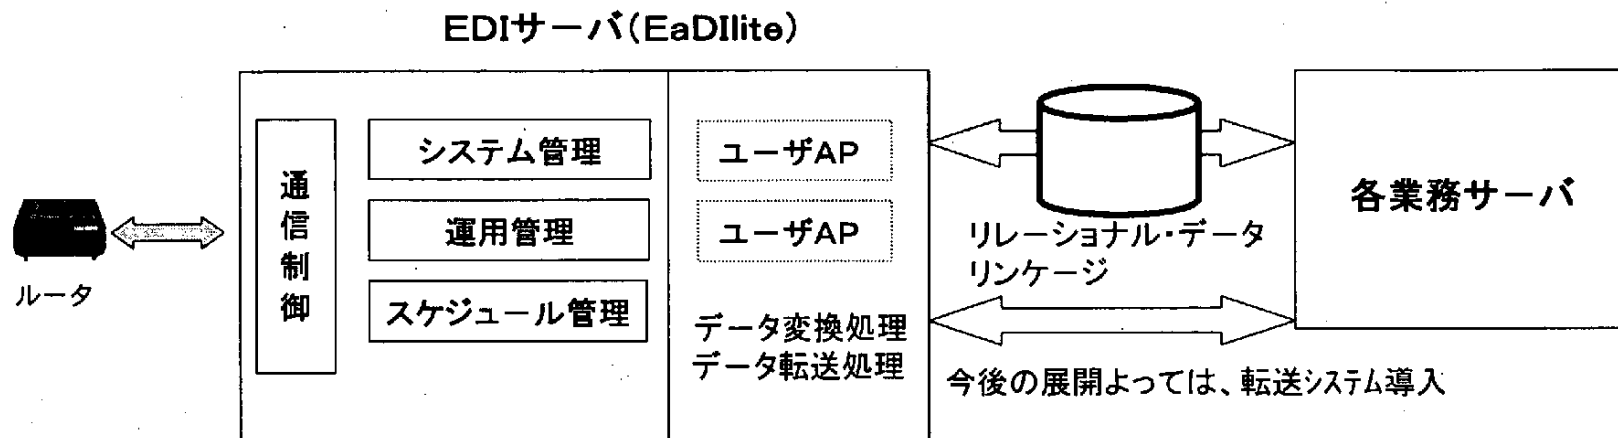 EDIサーバ(EaDIlite)
通信制御
システム管理
運用管理
スケジュール管理
ユーザAP
ユーザAP
データ変換処理
データ転送処理
ルータ
リレーショナル・データ
リンケージ
各業務サーバ
今後の展開よっては、転送システム導入